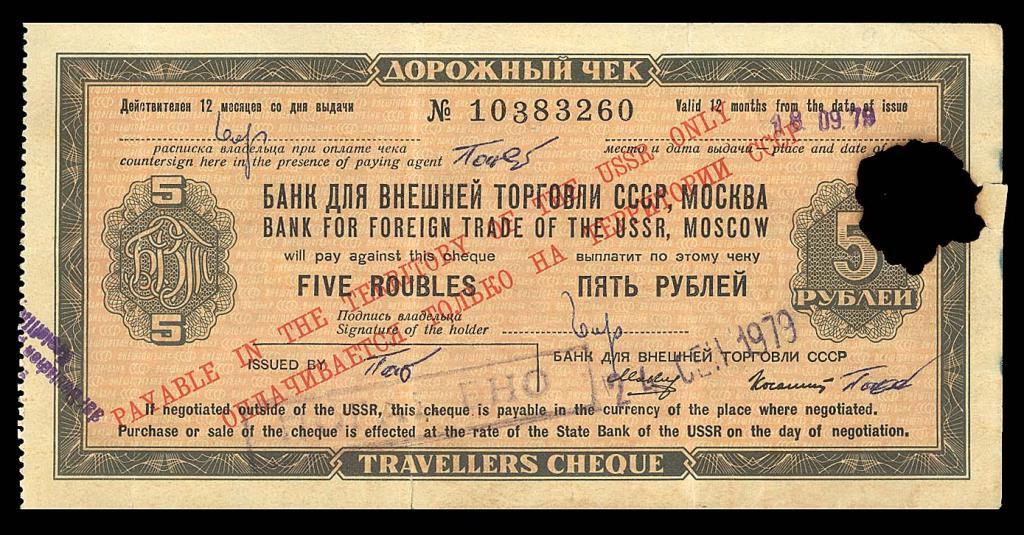 ДОРОЖНЫЙ ЧЕК
Действителен 12 месяцев со дня выдачи
№ 10383260
Valid 12 months from the date of issue
18 09.79
расписка владельца при оплате чека
countersign here in the presence of paying agent
место и дата выдачи - place and date of
5
БАНК ДЛЯ ВНЕШНЕЙ ТОРГОВЛИ СССР, МОСКВА
BANK FOR FOREIGN TRADE OF THE USSR, MOSCOW
will pay against this cheque
выплатит по этому чеку
FIVE ROUBLES
ПЯТЬ РУБЛЕЙ
БВТ
5
5
РУБЛЕЙ
Подпись владельца
Signature of the holder
PAYABLE IN THE TERRITORY OF THE USSR ONLY
ОПЛАЧИВАЕТСЯ ТОЛЬКО НА ТЕРРИТОРИИ СССР
ISSUED BY
БАНК ДЛЯ ВНЕШНЕЙ ТОРГОВЛИ СССР
1979
If negotiated outside of the USSR, this cheque is payable in the currency of the place where negotiated.
Purchase or sale of the cheque is effected at the rate of the State Bank of the USSR on the day of negotiation.
TRAVELLERS CHEQUE